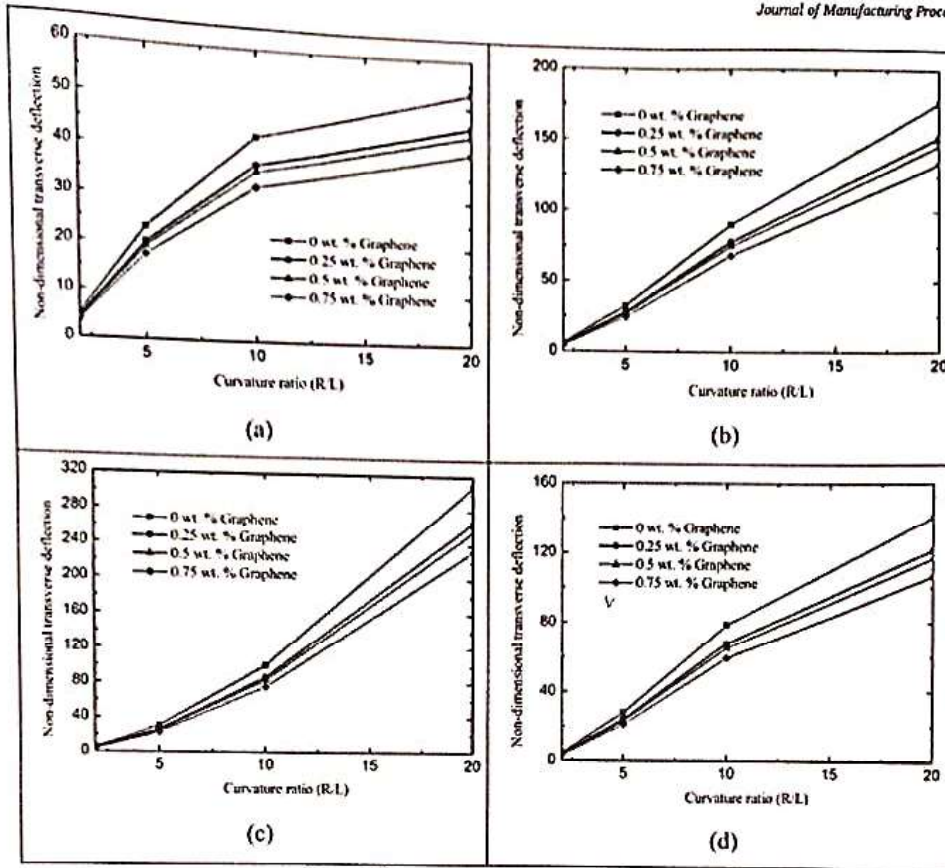 Journal of Manufacturing Proce
60
50
40
30
20
10
0
5
10
15
20
Non-dimensional transverse deflection
0 wt. % Graphene
0.25 wt. % Graphene
0.5 wt. % Graphene
0.75 wt. % Graphene
Curvature ratio (R/L)
(a)
200
150
100
50
0
5
10
15
20
Non-dimensional transverse deflection
0 wt. % Graphene
0.25 wt. % Graphene
0.5 wt. % Graphene
0.75 wt. % Graphene
Curvature ratio (R/L)
(b)
320
280
240
200
160
120
80
40
0
5
10
15
20
Non-dimensional transverse deflection
0 wt. % Graphene
0.25 wt. % Graphene
0.5 wt. % Graphene
0.75 wt. % Graphene
Curvature ratio (R/L)
(c)
160
120
80
40
0
5
10
15
20
Non-dimensional transverse deflection
0 wt. % Graphene
0.25 wt. % Graphene
0.5 wt. % Graphene
0.75 wt. % Graphene
V
Curvature ratio (R/L)
(d)